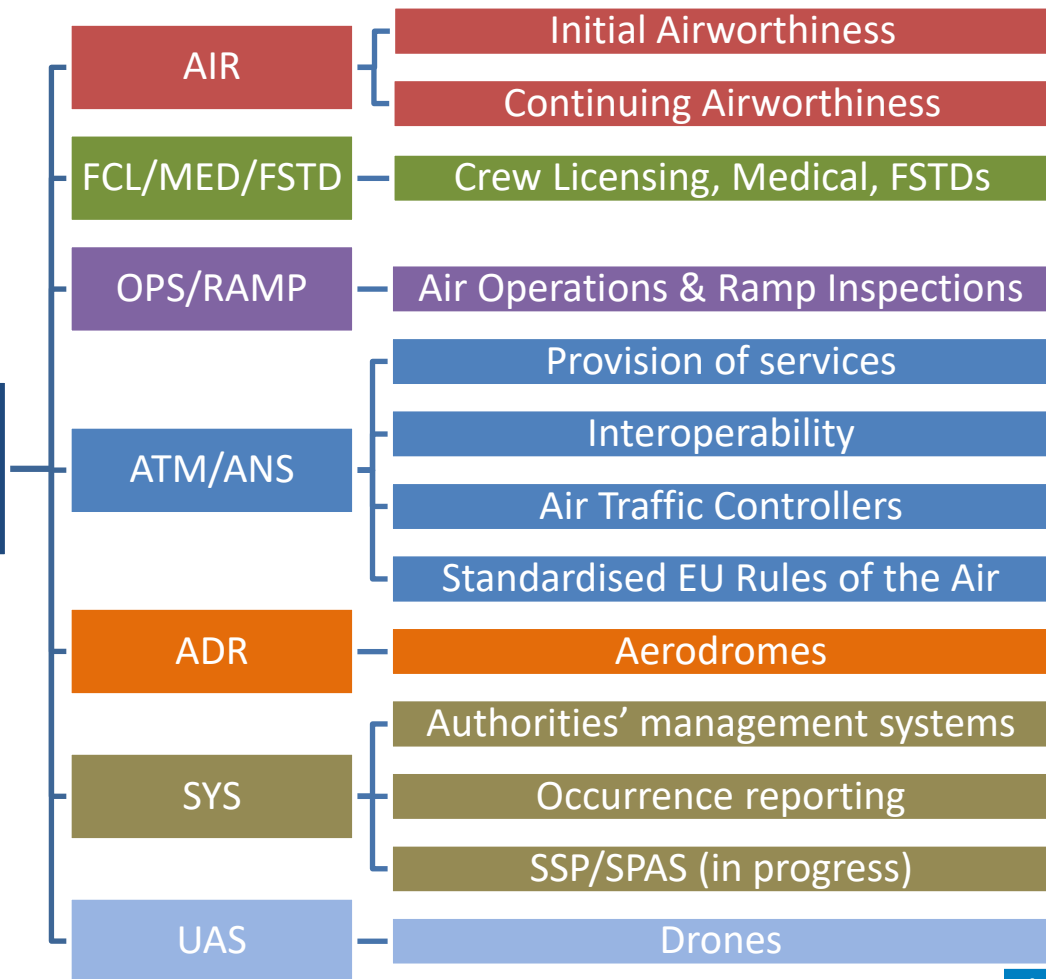 AIR
Initial Airworthiness
Continuing Airworthiness
FCL/MED/FSTD
Crew Licensing, Medical, FSTDs
OPS/RAMP
Air Operations & Ramp Inspections
ATM/ANS
Provision of services
Interoperability
Air Traffic Controllers
Standardised EU Rules of the Air
ADR
Aerodromes
SYS
Authorities’ management systems
Occurrence reporting
SSP/SPAS (in progress)
UAS
Drones